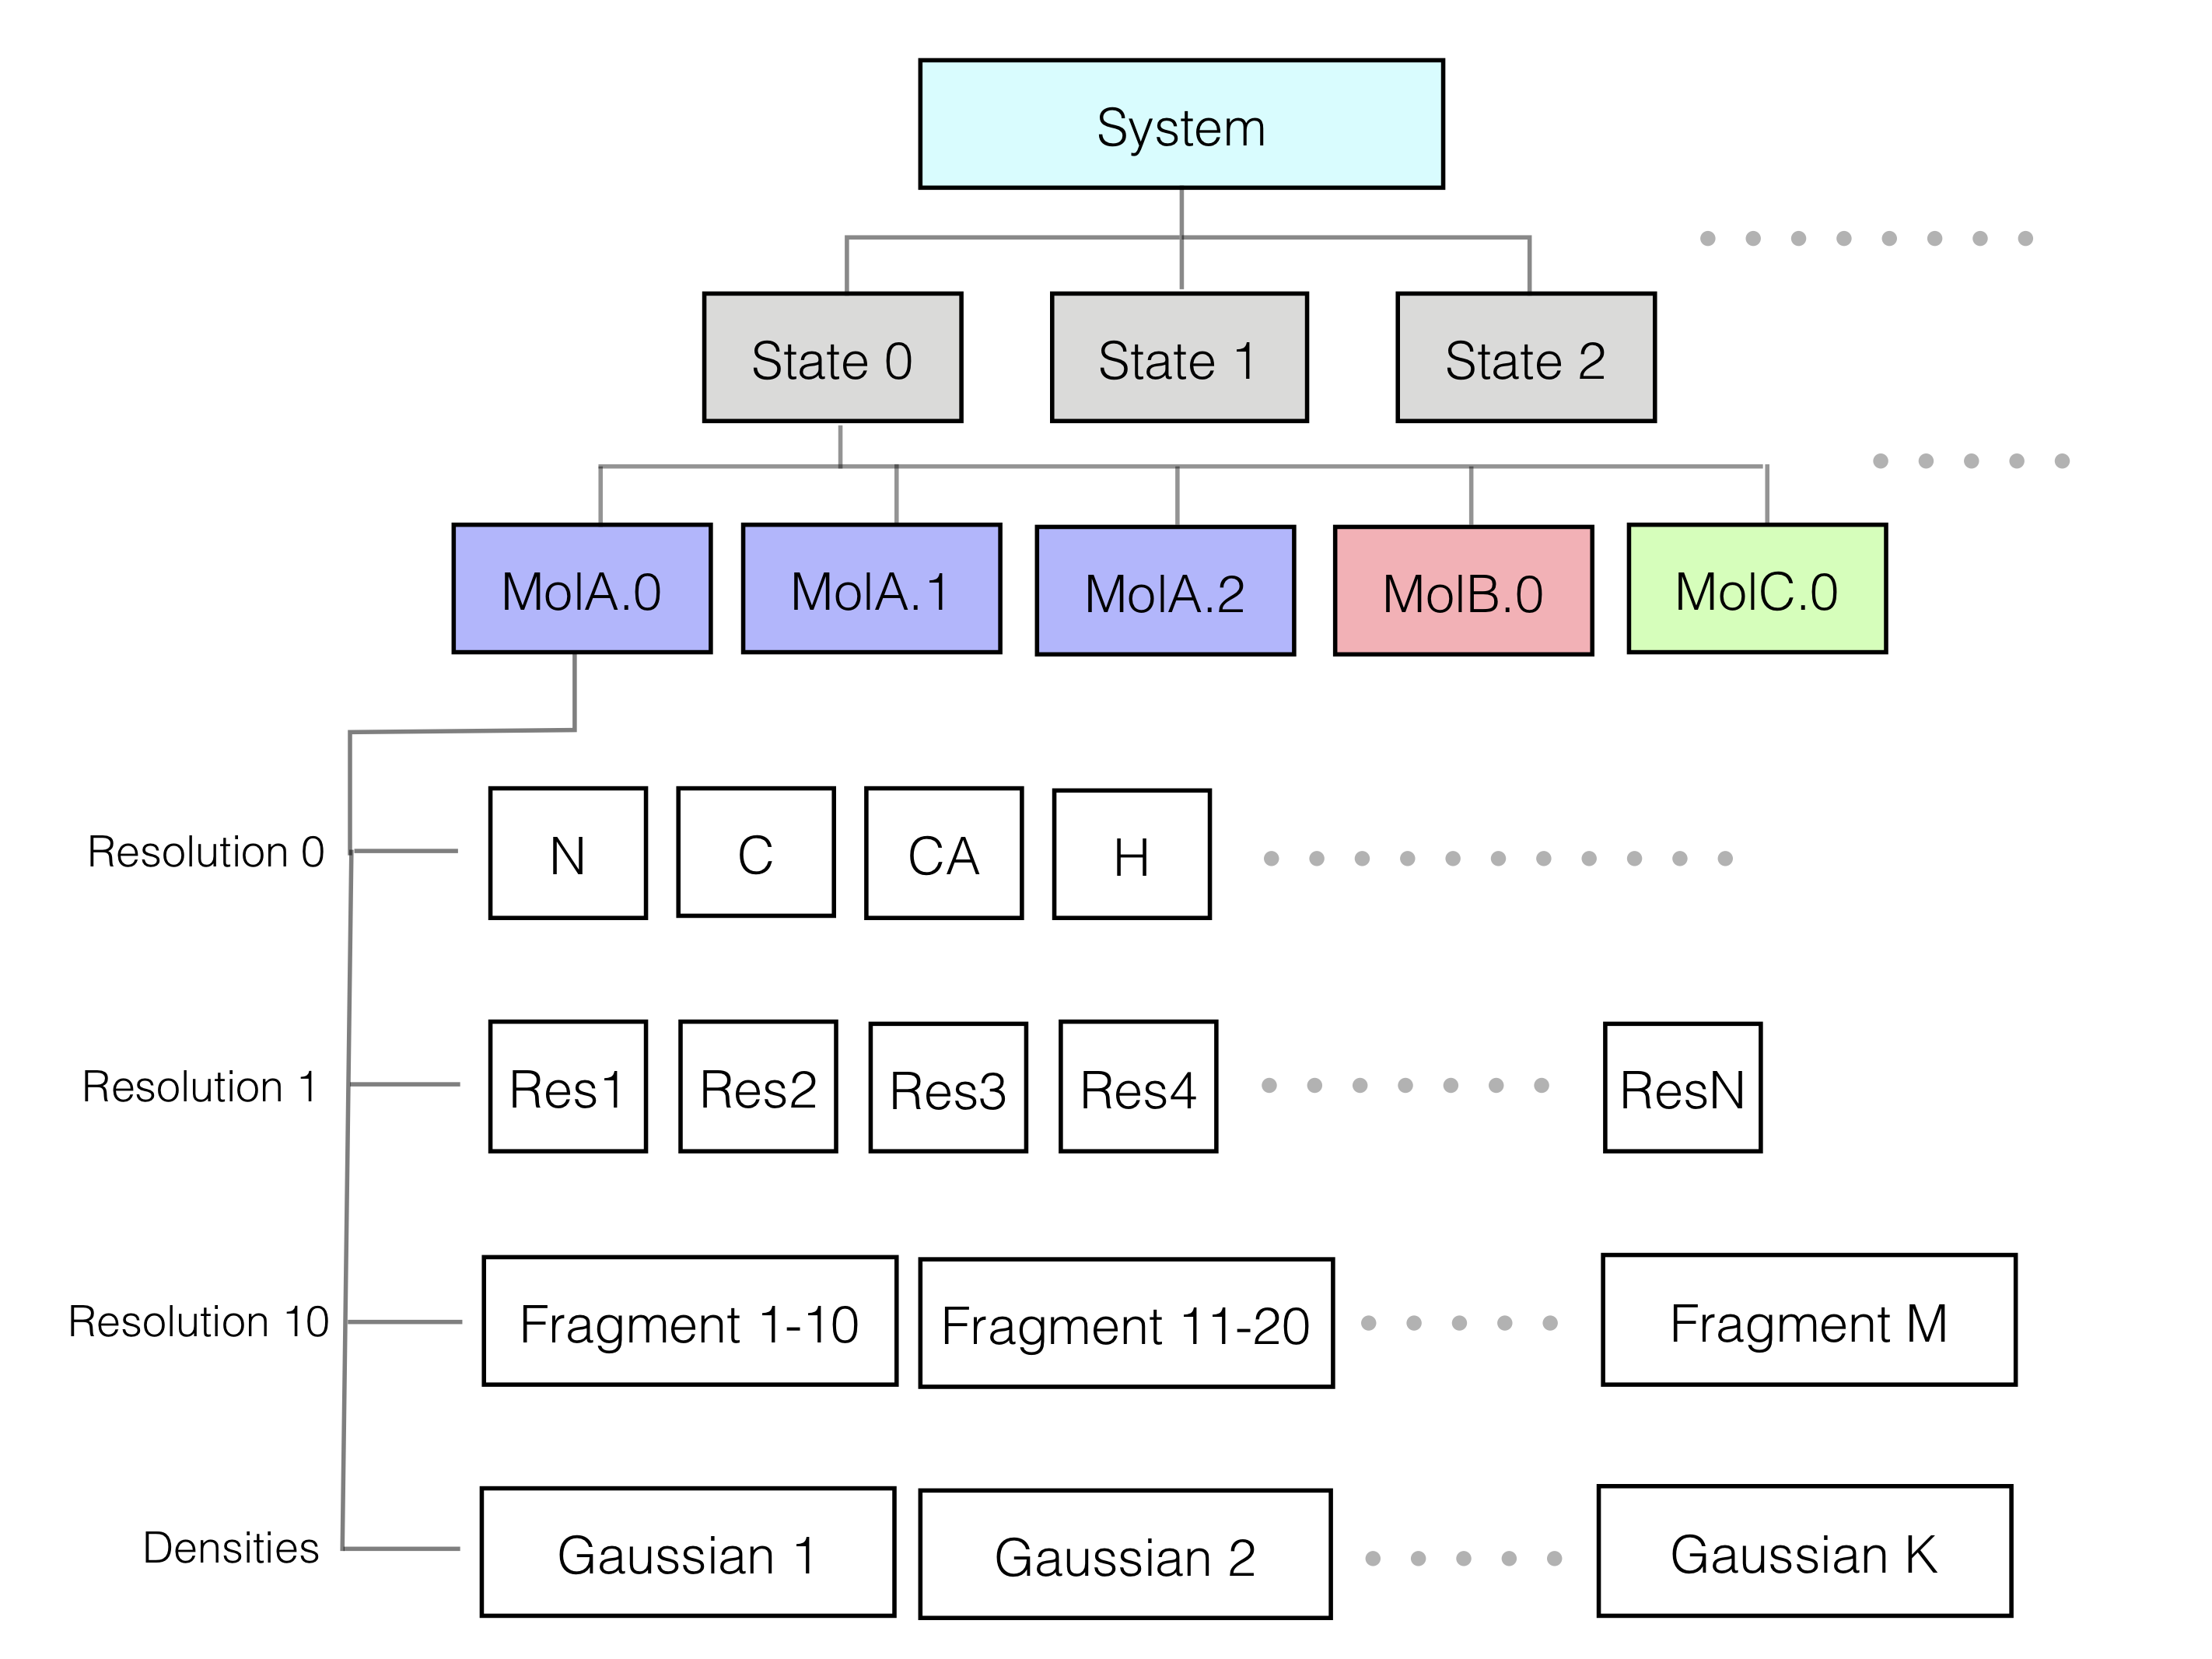 System
State 0
State 1
State 2
MolA.0
MolA.1
MolA.2
MolB.0
MolC.0
Resolution 0
N
C
CA
H
Resolution 1
Res1
Res2
Res3
Res4
ResN
Resolution 10
Fragment 1-10
Fragment 11-20
Fragment M
Densities
Gaussian 1
Gaussian 2
Gaussian K